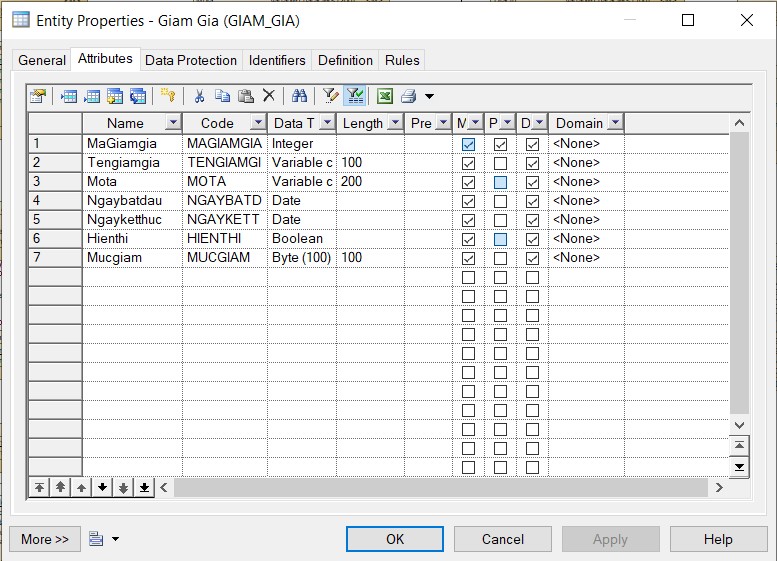 Entity Properties - Giam Gia (GIAM_GIA)
General Attributes Data Protection Identifiers Definition Rules
Name Code Data T Length Pre M P D Domain
1 MaGiamgia MAGIAMGIA Integer <None>
2 Tengiamgia TENGIAMGI Variable c 100 <None>
3 Mota MOTA Variable c 200 <None>
4 Ngaybatdau NGAYBATD Date <None>
5 Ngayketthuc NGAYKETT Date <None>
6 Hienthi HIENTHI Boolean <None>
7 Mucgiam MUCGIAM Byte (100) 100 <None>
More >> OK Cancel Apply Help